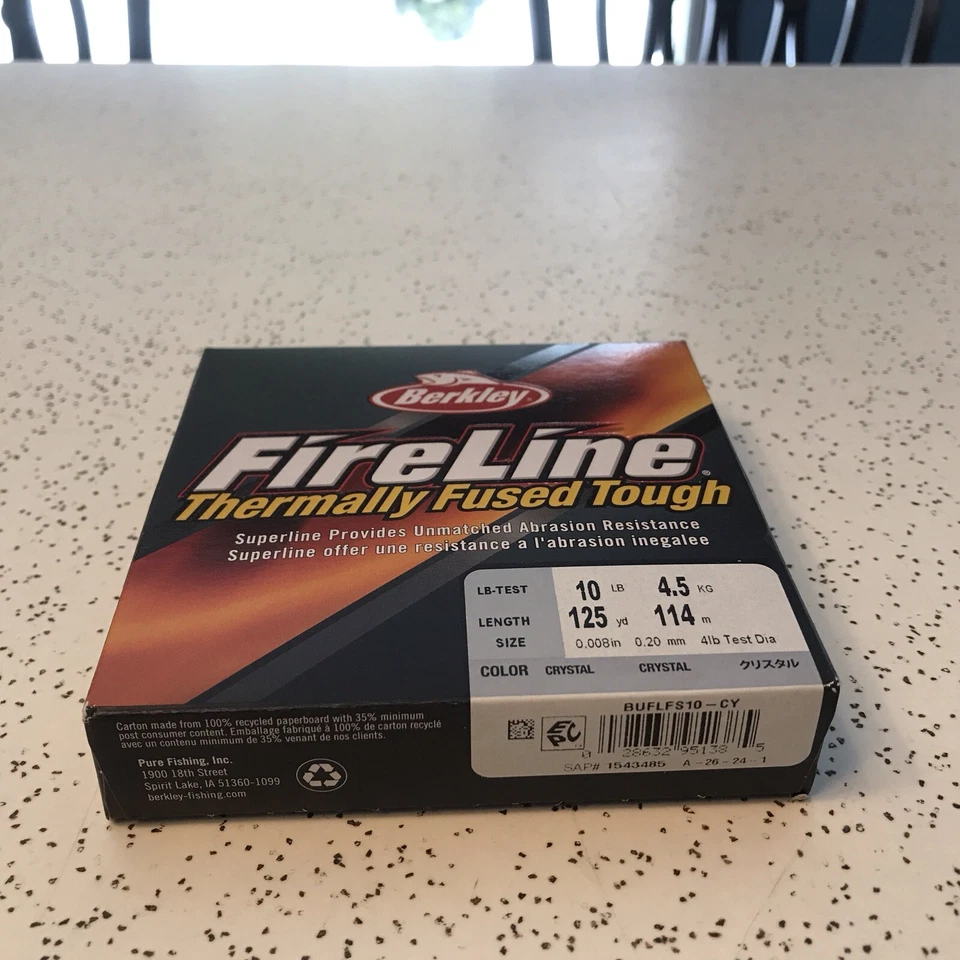 Berkley
FireLine®
Thermally Fused Tough
Superline Provides Unmatched Abrasion Resistance
Superline offer une resistance a l'abrasion inegalee
LB-TEST 10 LB 4.5 KG
LENGTH 125 yd 114 m
SIZE 0.008in 0.20 mm 4lb Test Dia
COLOR CRYSTAL CRYSTAL クリスタル
BUFLFS10-CY
0 28632 95138 5
SAP# 1543485 A-26-24-1
Carton made from 100% recycled paperboard with 35% minimum
post consumer content. Emballage fabriqué à 100% de carton recyclé
avec un contenu minimum de 35% venant de nos clients.
Pure Fishing, Inc.
1900 18th Street
Spirit Lake, IA 51360-1099
berkley-fishing.com